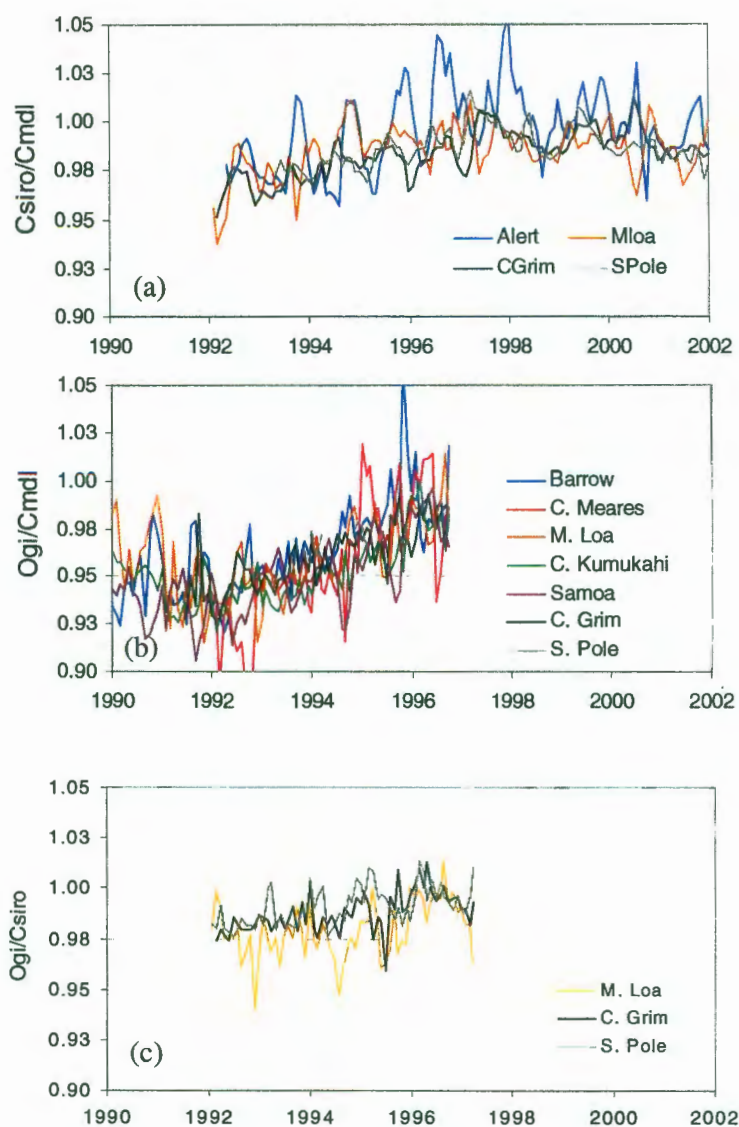 1.05
1.03
1.00
0.98
0.95
0.93
0.90
Csiro/Cmdl
Alert
Mloa
CGrim
SPole
(a)
1990 1992 1994 1996 1998 2000 2002
1.05
1.03
1.00
0.98
0.95
0.93
0.90
Ogi/Cmdl
Barrow
C. Meares
M. Loa
C. Kumukahi
Samoa
C. Grim
S. Pole
(b)
1990 1992 1994 1996 1998 2000 2002
1.05
1.03
1.00
0.98
0.95
0.93
0.90
Ogi/Csiro
M. Loa
C. Grim
S. Pole
(c)
1990 1992 1994 1996 1998 2000 2002